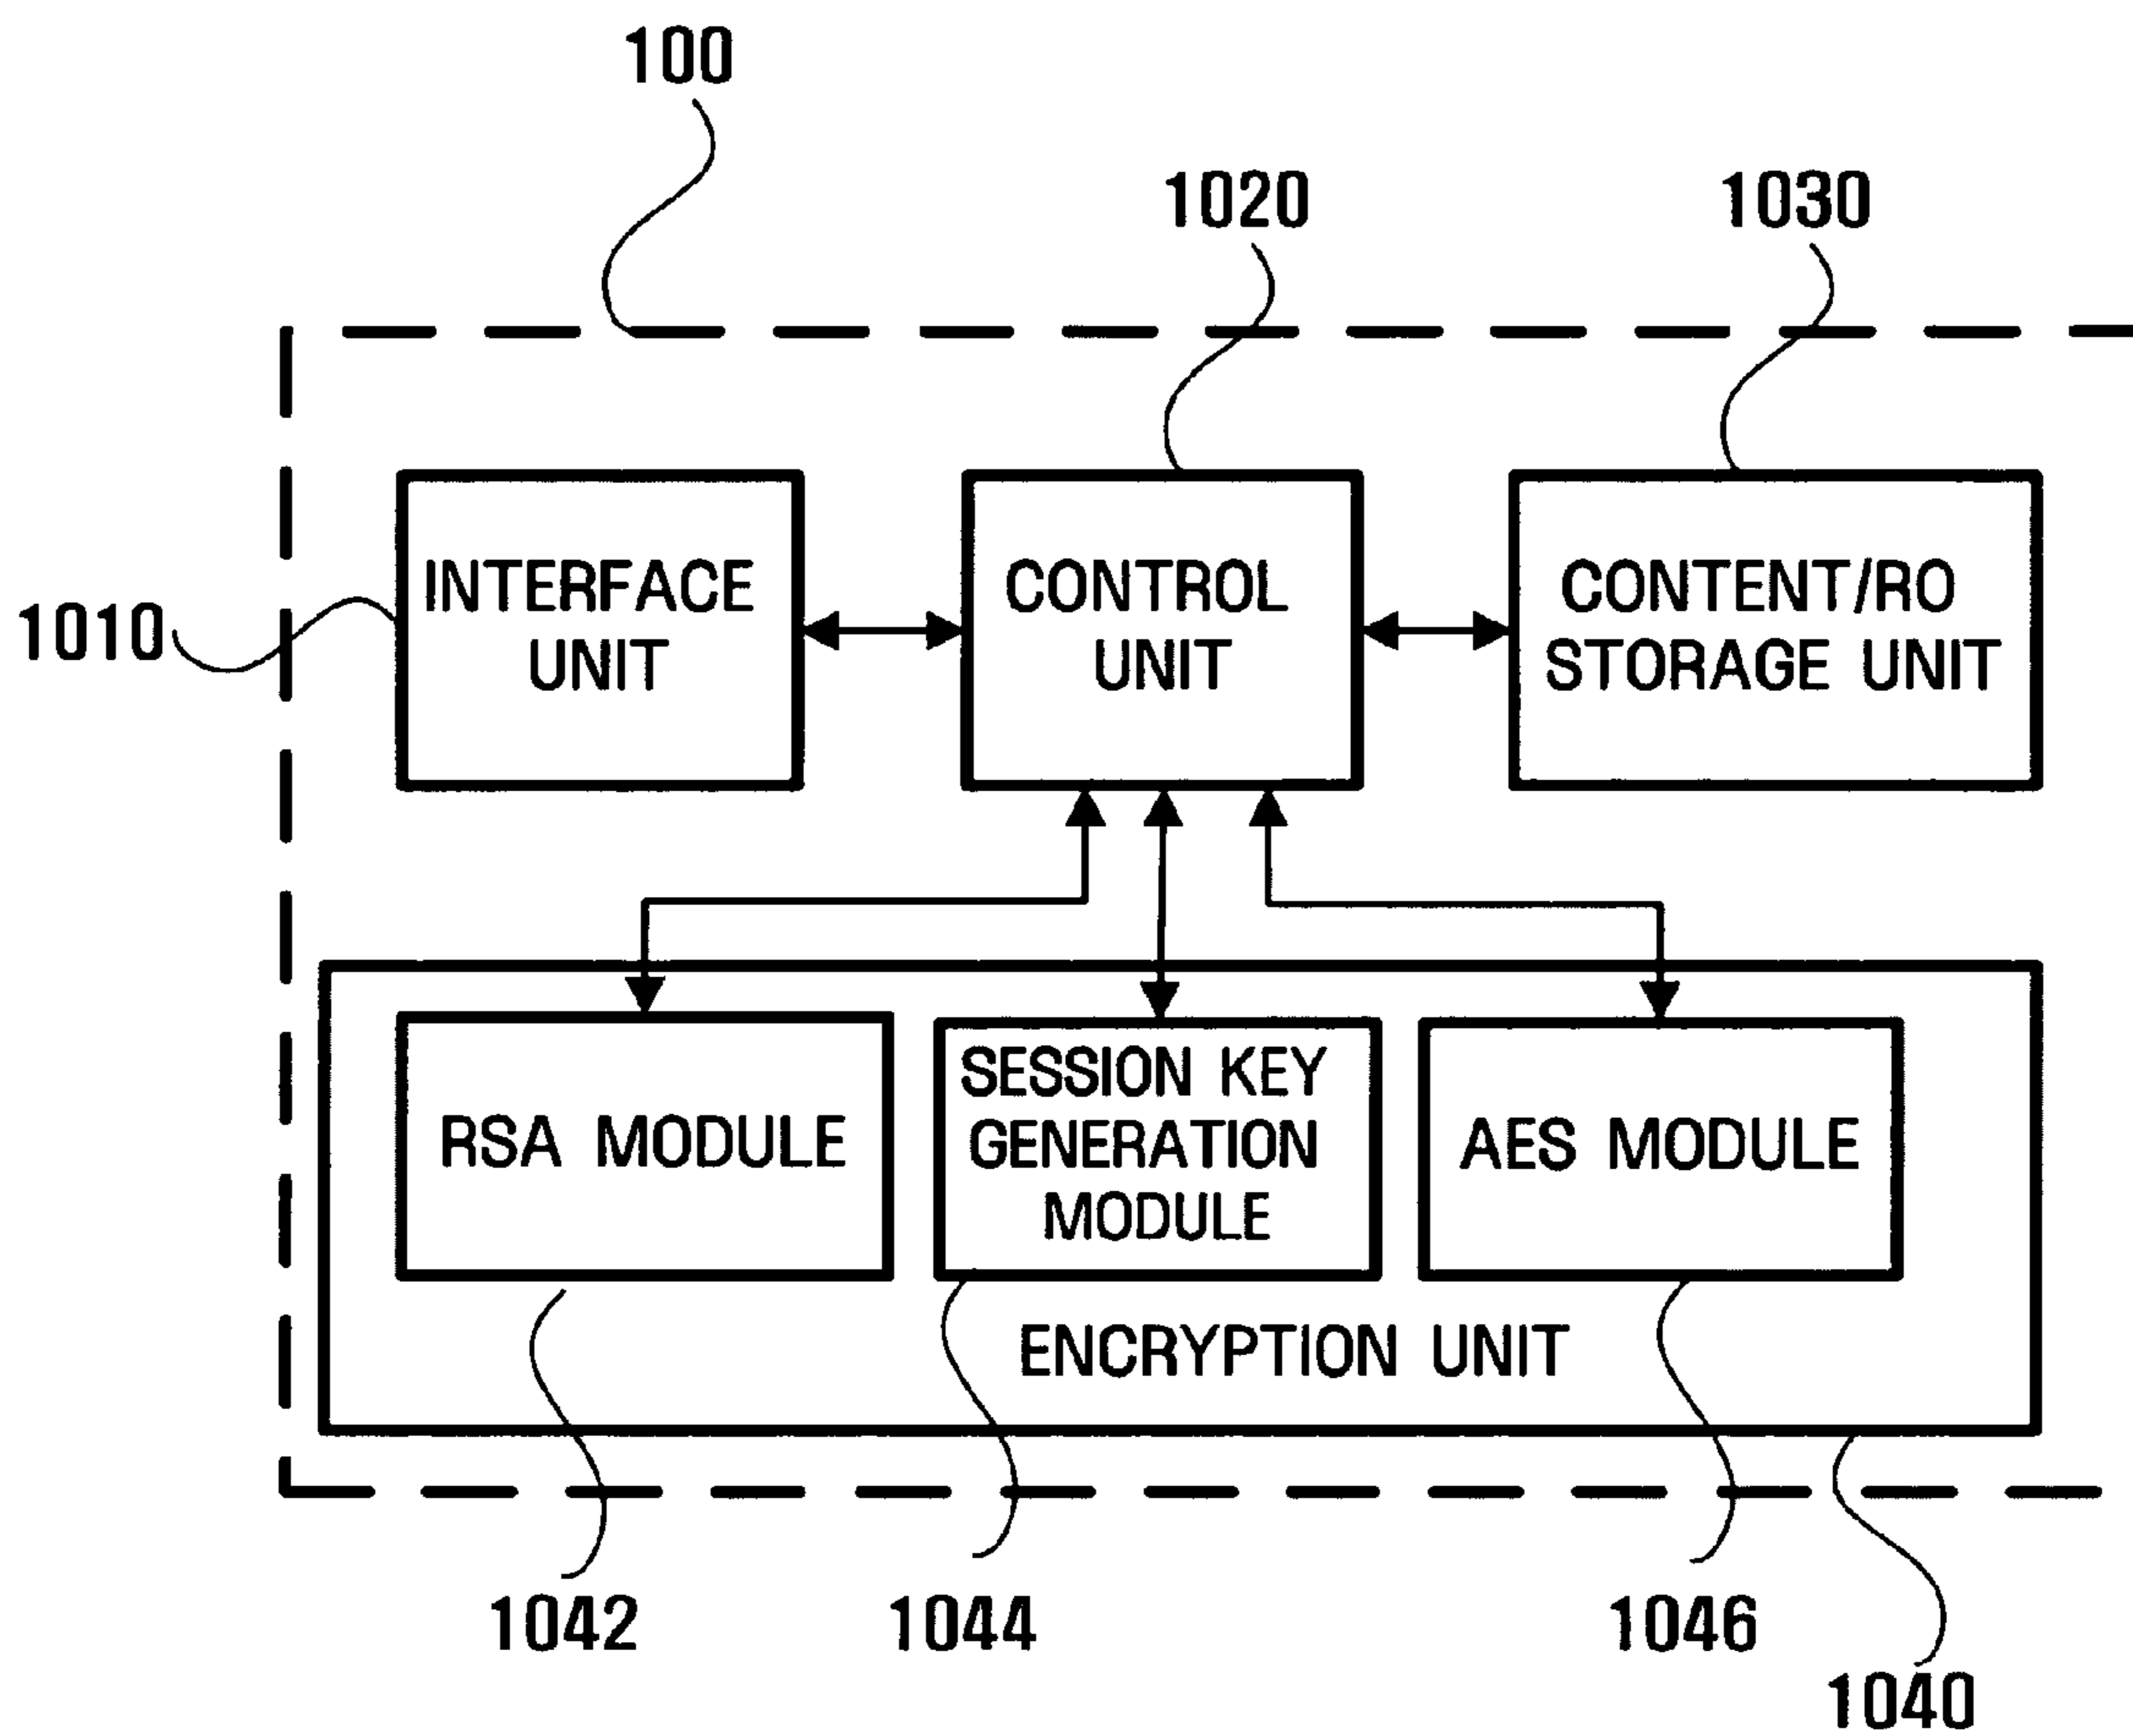 100
1020
1030
1010
INTERFACE
UNIT
CONTROL
UNIT
CONTENT/RO
STORAGE UNIT
RSA MODULE
SESSION KEY
GENERATION
MODULE
AES MODULE
ENCRYPTION UNIT
1042
1044
1046
1040